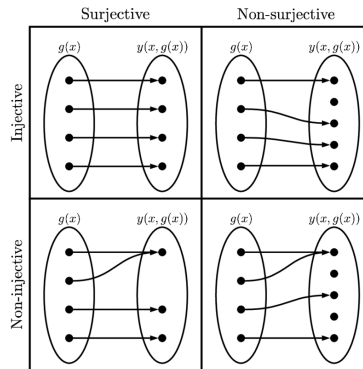 Surjective Non-surjective
Injective
g(x) y(x, g(x)) g(x) y(x, g(x))
Non-injective
g(x) y(x, g(x)) g(x) y(x, g(x))